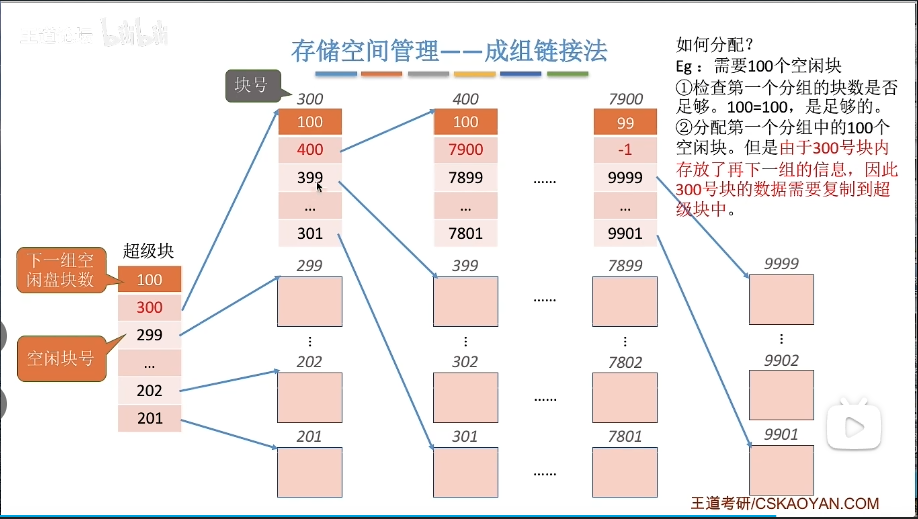 王道考研 bilibili
存储空间管理——成组链接法
如何分配？
Eg： 需要100个空闲块
①检查第一个分组的块数是否
足够。100=100，是足够的。
②分配第一个分组中的100个
空闲块。但是由于300号块内
存放了再下一组的信息，因此
300号块的数据需要复制到超
级块中。
块号
300 400 7900
100 100 99
400 7900 -1
399 7899 …… 9999
... ... ...
301 7801 9901
超级块
下一组空
闲盘块数
100
300
299
...
202
201
空闲块号
299 399 7899 9999
……
⋮ ⋮ ⋮ ⋮
202 302 7802 9902
……
201 301 7801 9901
……
王道考研/CSKAOYAN.COM